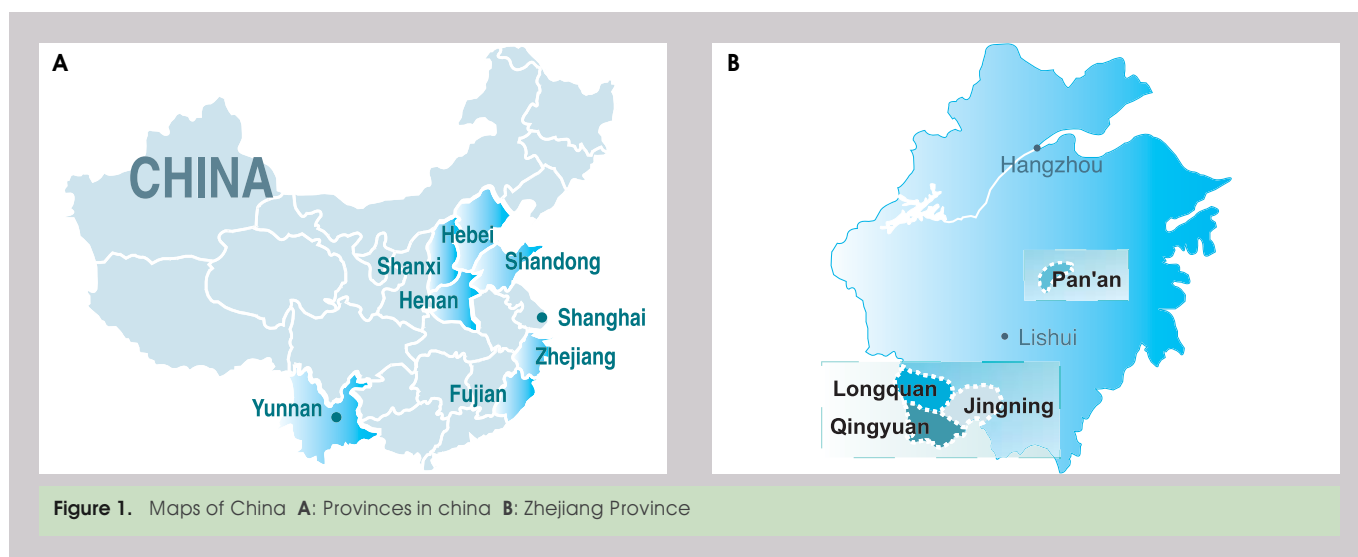 A
CHINA
Hebei
Shanxi
Shandong
Henan
Shanghai
Zhejiang
Fujian
Yunnan
B
Hangzhou
Pan'an
Lishui
Longquan
Jingning
Qingyuan
Figure 1. Maps of China A: Provinces in china B: Zhejiang Province